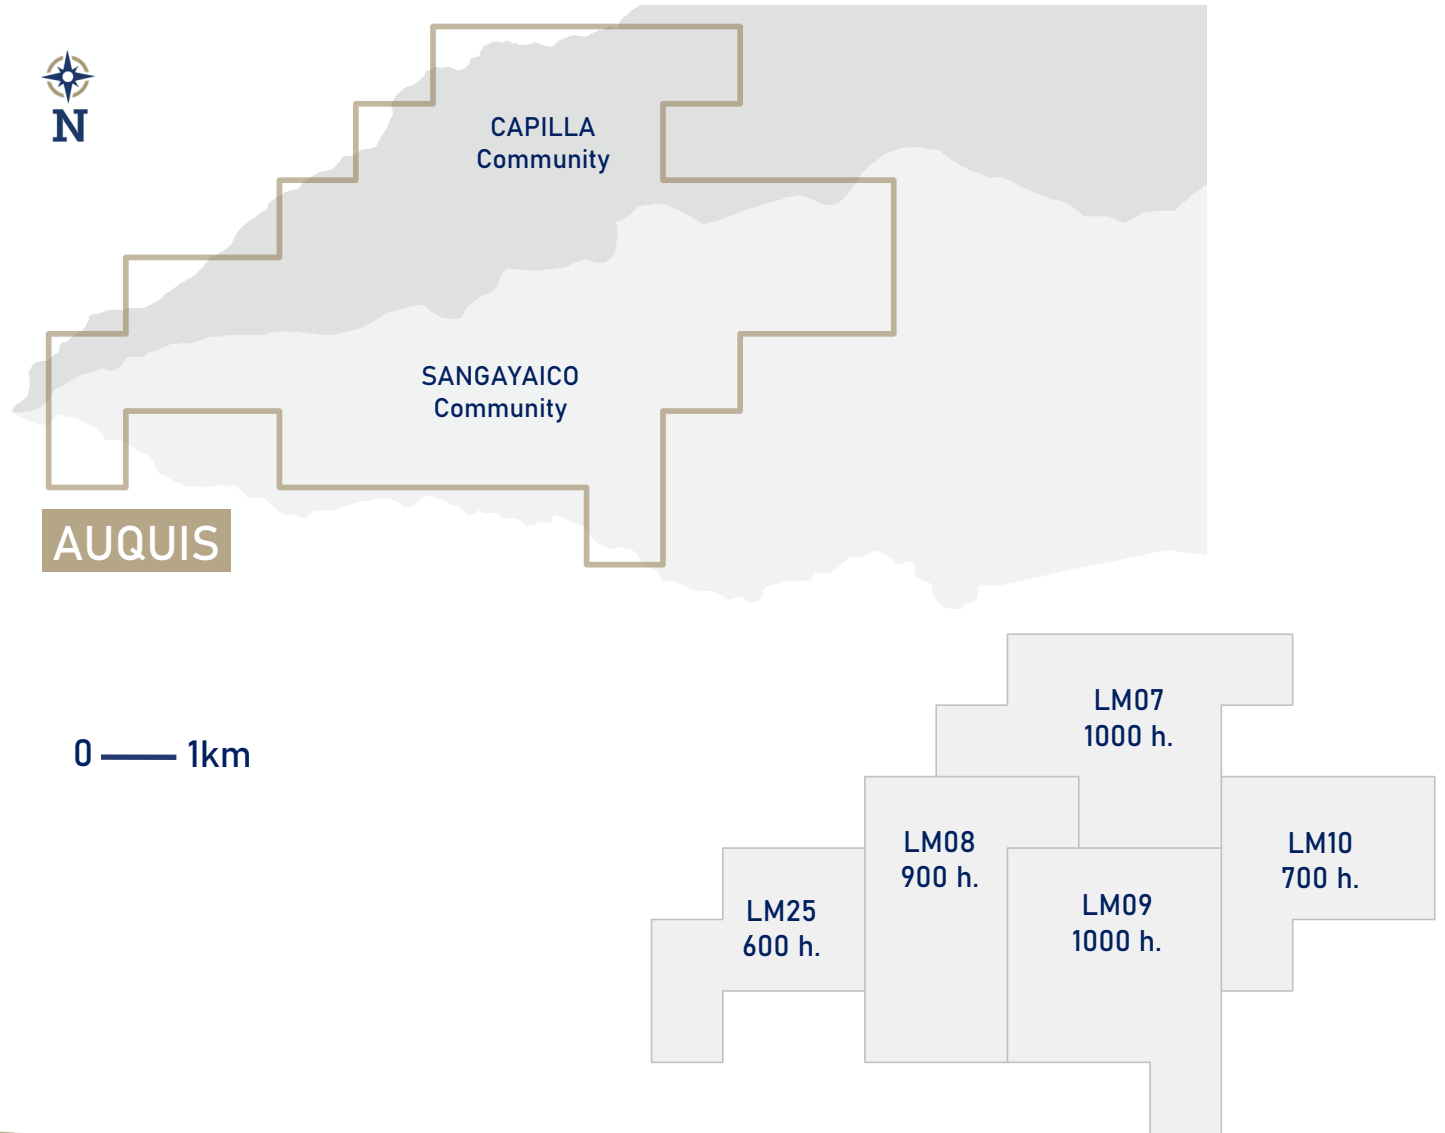 N
CAPILLA
Community
SANGAYAICO
Community
AUQUIS
0 1km
LM07
1000 h.
LM08
900 h.
LM10
700 h.
LM25
600 h.
LM09
1000 h.